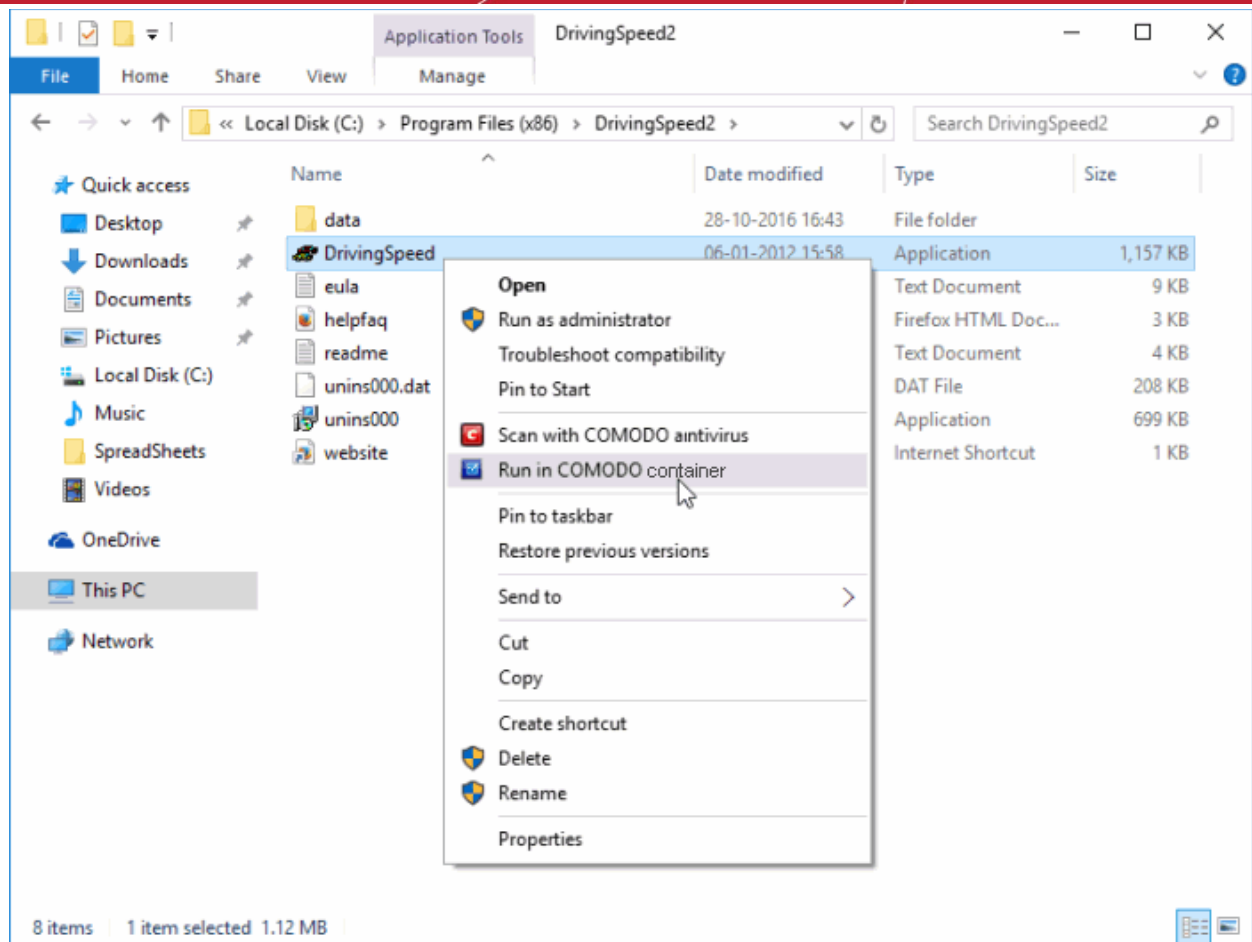 Application Tools
DrivingSpeed2
File Home Share View Manage
« Local Disk (C:) > Program Files (x86) > DrivingSpeed2 >
Search DrivingSpeed2
Name Date modified Type Size
Quick access
Desktop
Downloads
Documents
Pictures
Local Disk (C:)
Music
SpreadSheets
Videos
OneDrive
This PC
Network
data 28-10-2016 16:43 File folder
DrivingSpeed 06-01-2012 15:58 Application 1,157 KB
eula Text Document 9 KB
helpfaq Firefox HTML Doc... 3 KB
readme Text Document 4 KB
unins000.dat DAT File 208 KB
unins000 Application 699 KB
website Internet Shortcut 1 KB
Open
Run as administrator
Troubleshoot compatibility
Pin to Start
Scan with COMODO antivirus
Run in COMODO container
Pin to taskbar
Restore previous versions
Send to
Cut
Copy
Create shortcut
Delete
Rename
Properties
8 items 1 item selected 1.12 MB